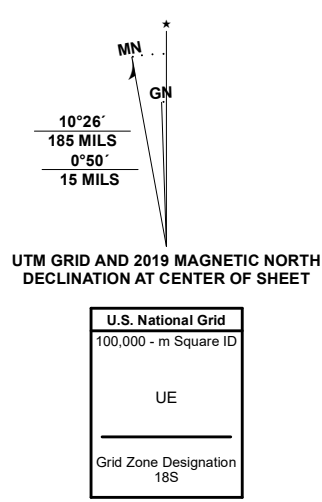 ★
MN
GN
10°26´
185 MILS
0°50´
15 MILS
UTM GRID AND 2019 MAGNETIC NORTH
DECLINATION AT CENTER OF SHEET
U.S. National Grid
100,000 - m Square ID
UE
Grid Zone Designation
18S